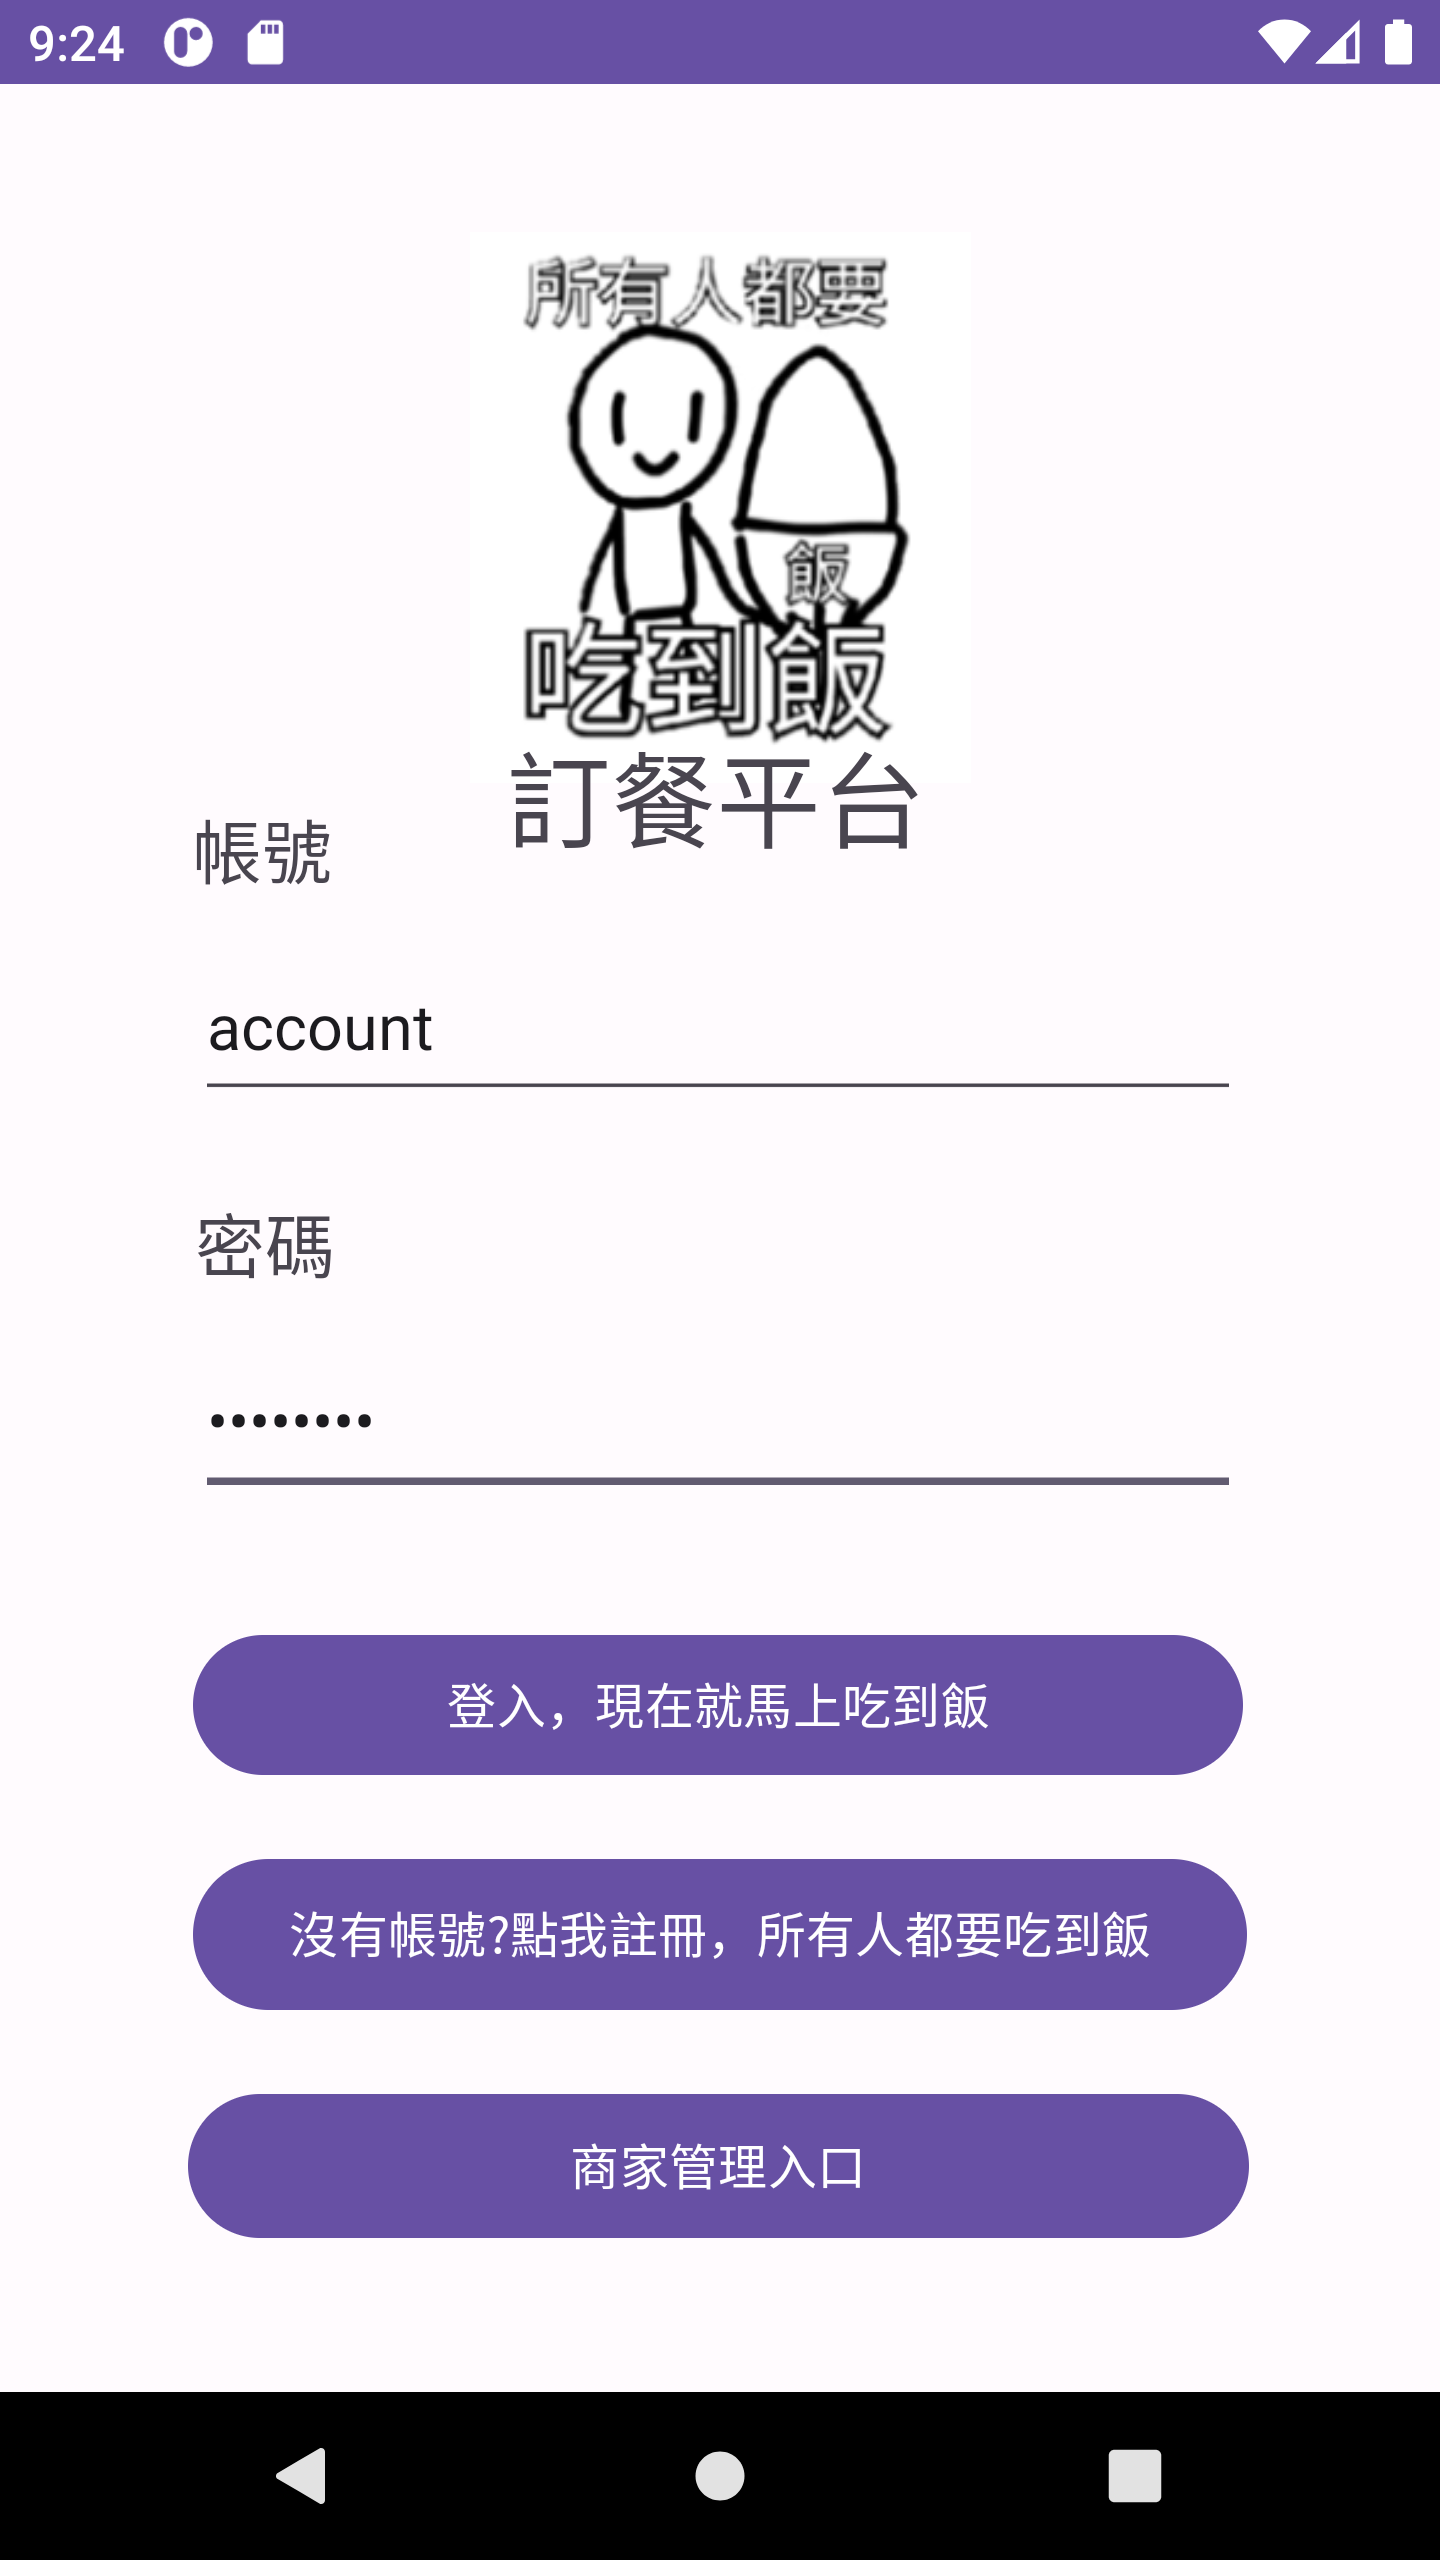 9:24
所有人都要
飯
吃到飯
訂餐平台
帳號
account
密碼
••••••••
登入，現在就馬上吃到飯
沒有帳號?點我註冊，所有人都要吃到飯
商家管理入口